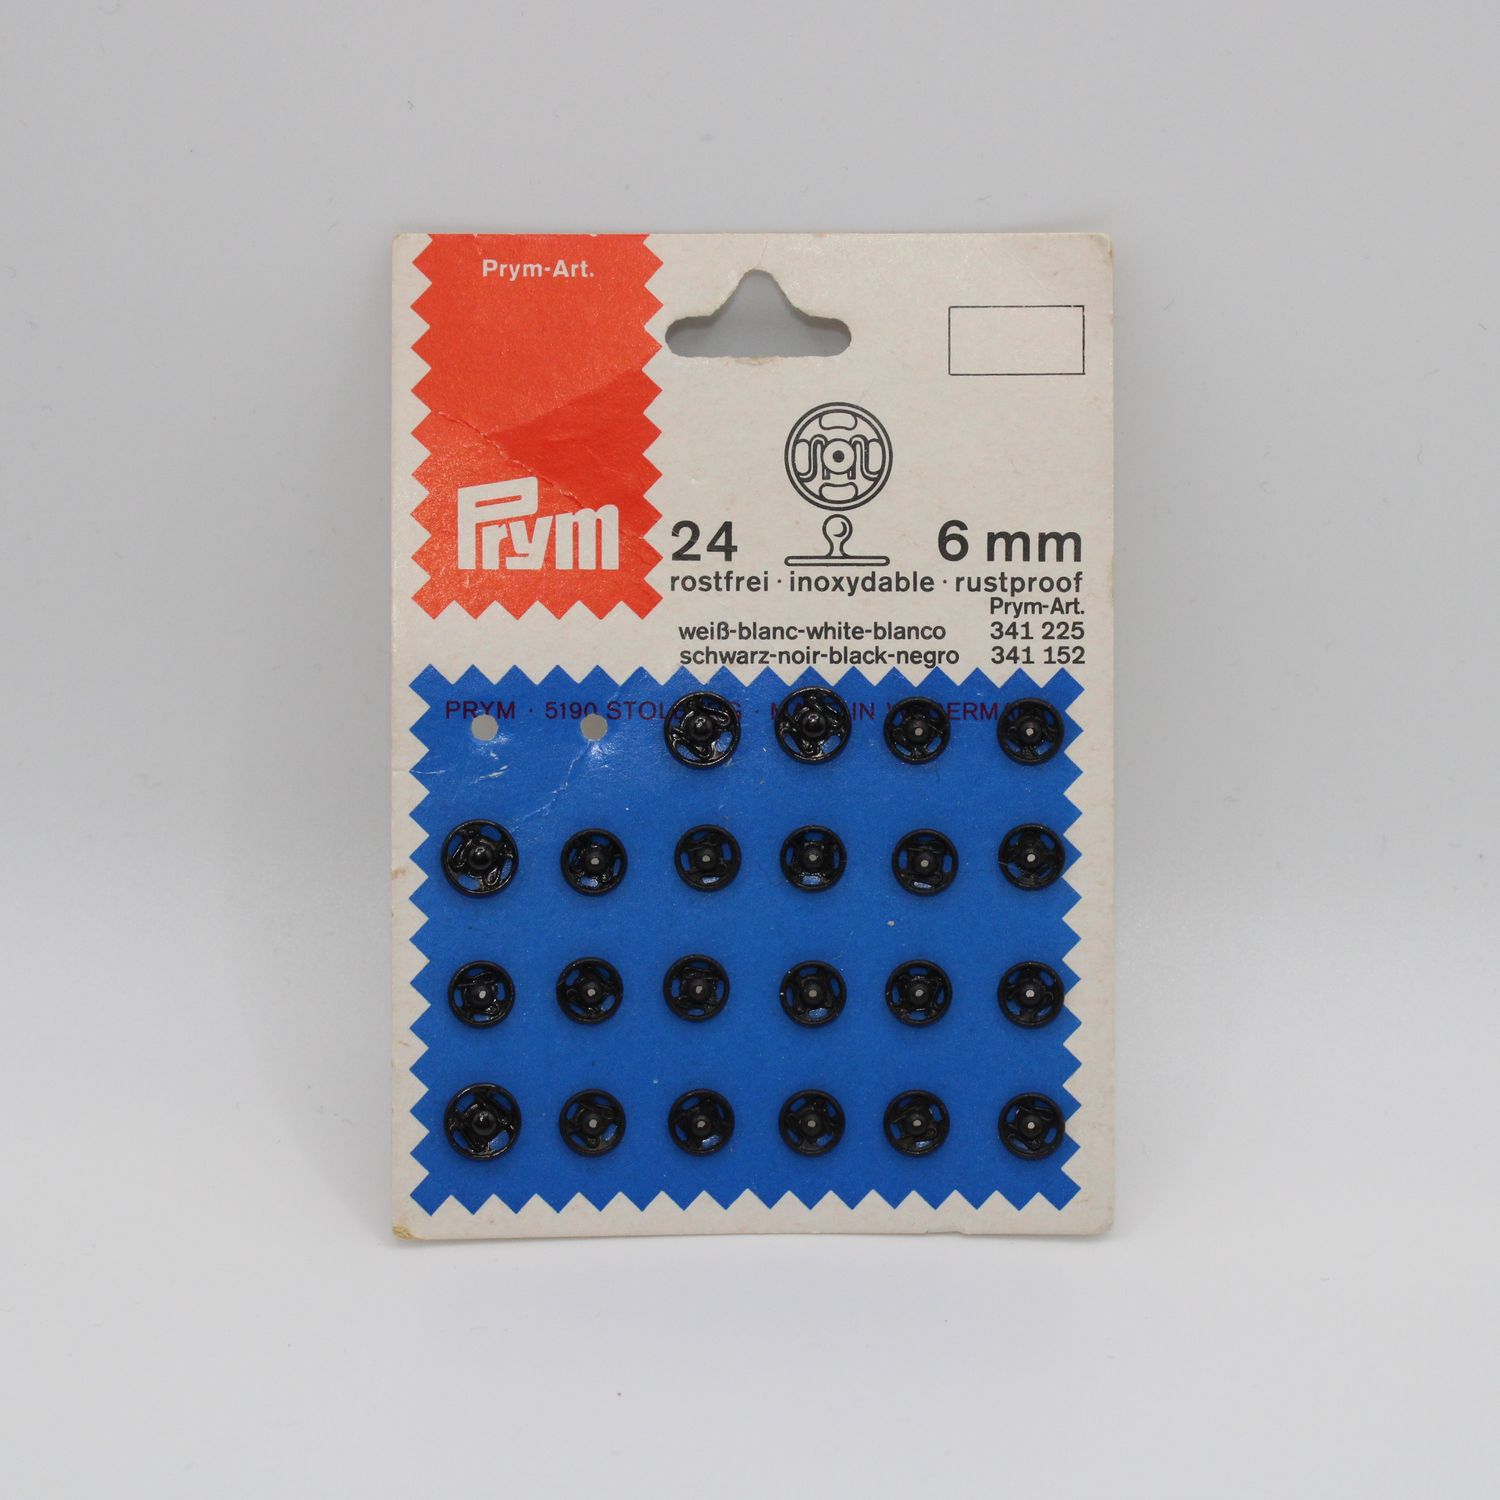 Prym-Art.
Prym
24
6 mm
rostfrei · inoxydable · rustproof
Prym-Art.
weiß-blanc-white-blanco 341 225
schwarz-noir-black-negro 341 152
PRYM · 5190 · IN